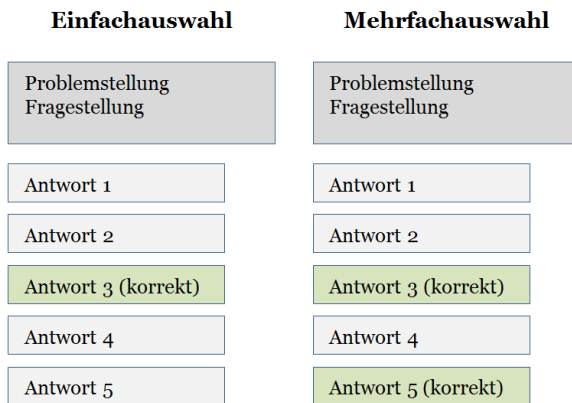 Einfachauswahl
Problemstellung
Fragestellung
Antwort 1
Antwort 2
Antwort 3 (korrekt)
Antwort 4
Antwort 5
Mehrfachauswahl
Problemstellung
Fragestellung
Antwort 1
Antwort 2
Antwort 3 (korrekt)
Antwort 4
Antwort 5 (korrekt)